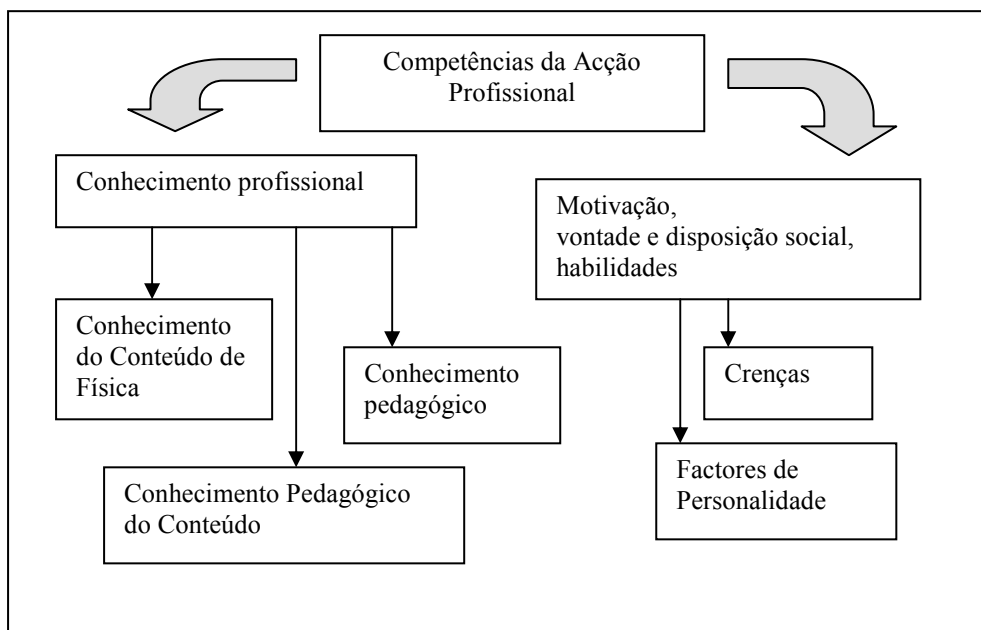 Competências da Acção
Profissional
Conhecimento profissional
Motivação,
vontade e disposição social,
habilidades
Conhecimento
do Conteúdo de
Física
Conhecimento
pedagógico
Crenças
Conhecimento Pedagógico
do Conteúdo
Factores de
Personalidade